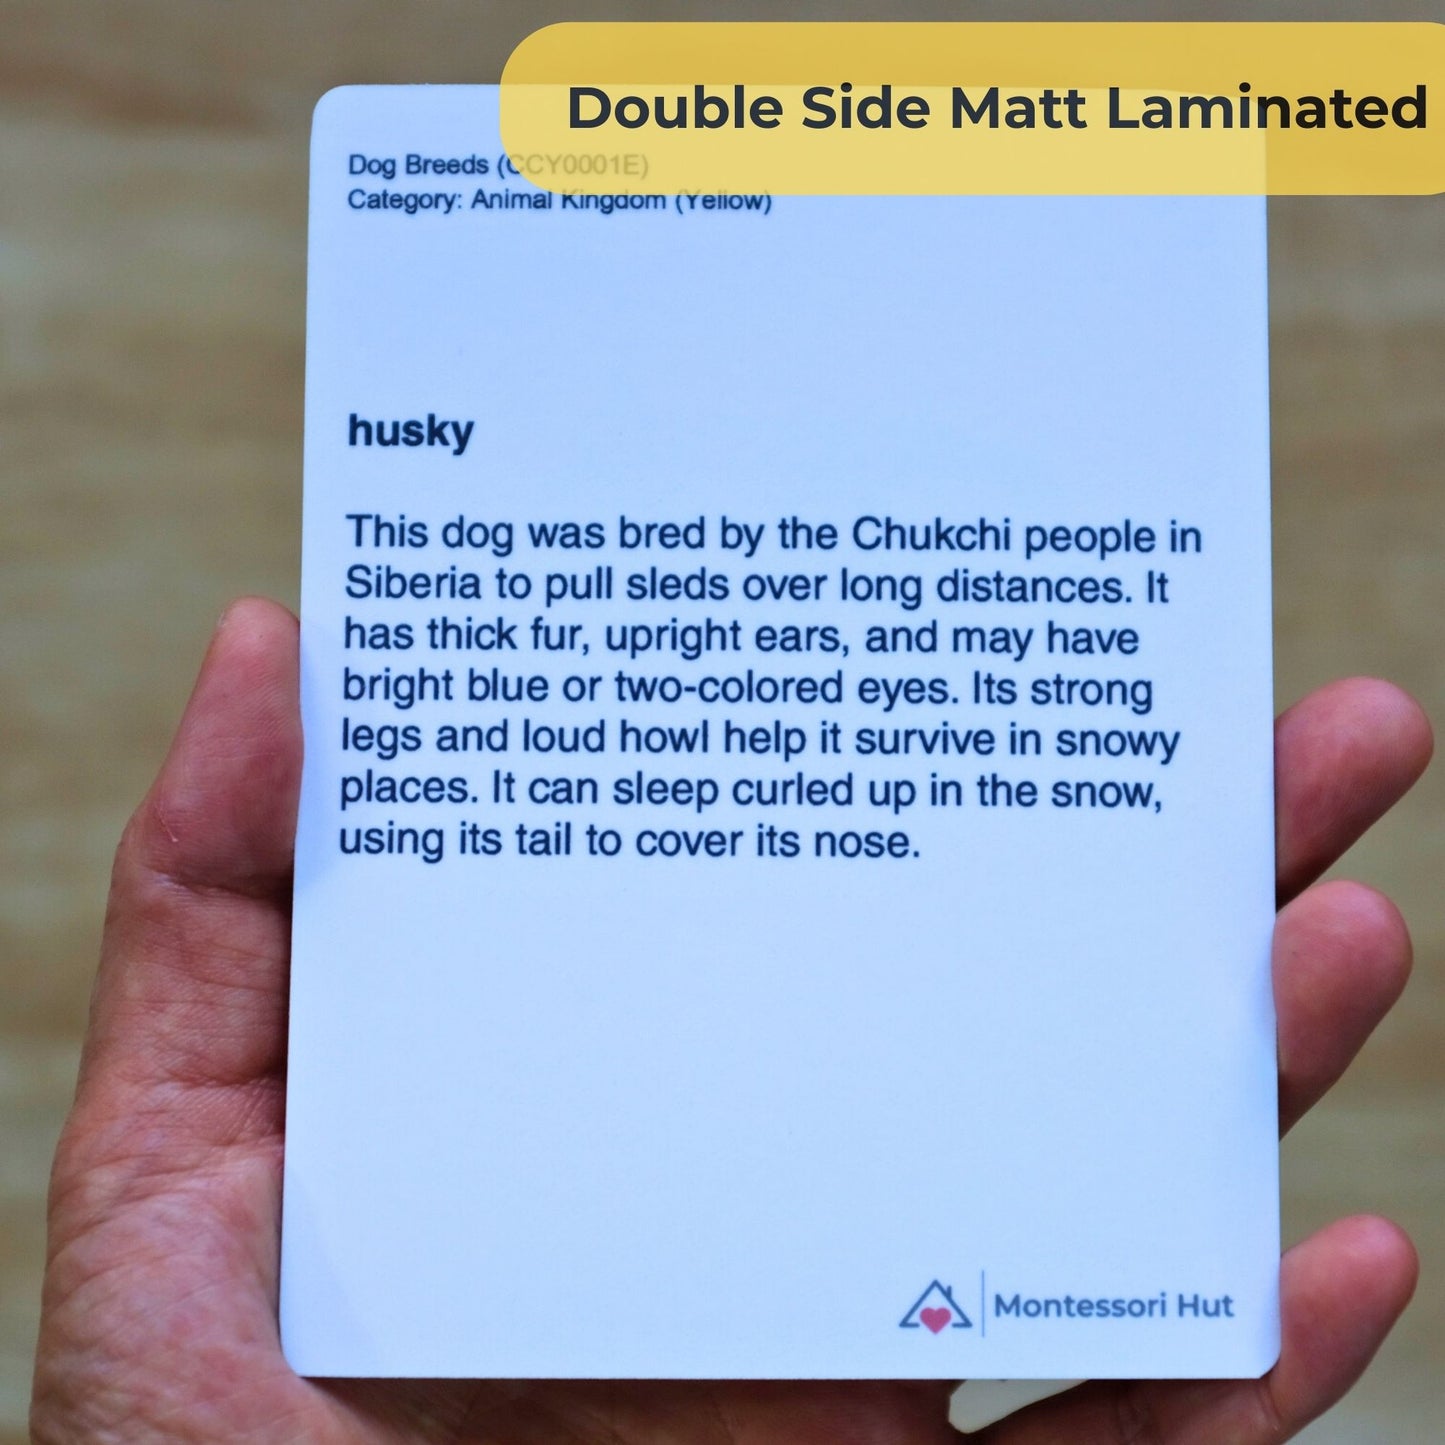 Double Side Matt Laminated
Dog Breeds (CCY0001E)
Category: Animal Kingdom (Yellow)
husky
This dog was bred by the Chukchi people in
Siberia to pull sleds over long distances. It
has thick fur, upright ears, and may have
bright blue or two-colored eyes. Its strong
legs and loud howl help it survive in snowy
places. It can sleep curled up in the snow,
using its tail to cover its nose.
Montessori Hut